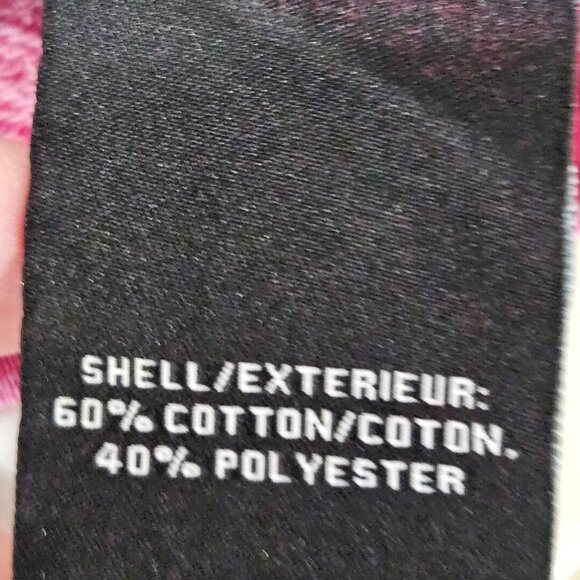 SHELL/EXTERIEUR:
60% COTTON/COTON.
40% POLYESTER